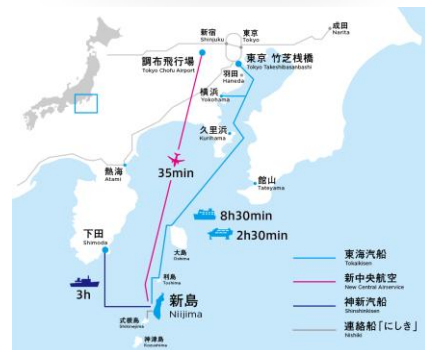 新宿
Shinjuku
東京
Tokyo
成田
Narita
調布飛行場
Tokyo Chofu Airport
東京 竹芝桟橋
Tokyo Takeshibasanbashi
羽田
Haneda
横浜
Yokohama
久里浜
Kurihama
35min
熱海
Atami
館山
Tateyama
8h30min
2h30min
下田
Shimoda
大島
Oshima
3h
利島
Toshima
新島
Niijima
式根島
Shikinejima
神津島
Kozushima
東海汽船
Tokaikisen
新中央航空
New Central Airservice
神新汽船
Shinshinkisen
連絡船「にしき」
Nishiki